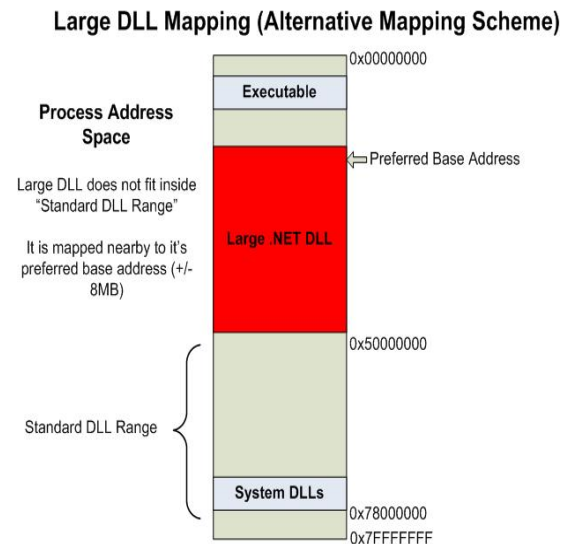 Large DLL Mapping (Alternative Mapping Scheme)
0x00000000
Executable
Process Address
Space
Preferred Base Address
Large DLL does not fit inside
“Standard DLL Range”
Large .NET DLL
It is mapped nearby to it's
preferred base address (+/-
8MB)
0x50000000
Standard DLL Range
System DLLs
0x78000000
0x7FFFFFFF